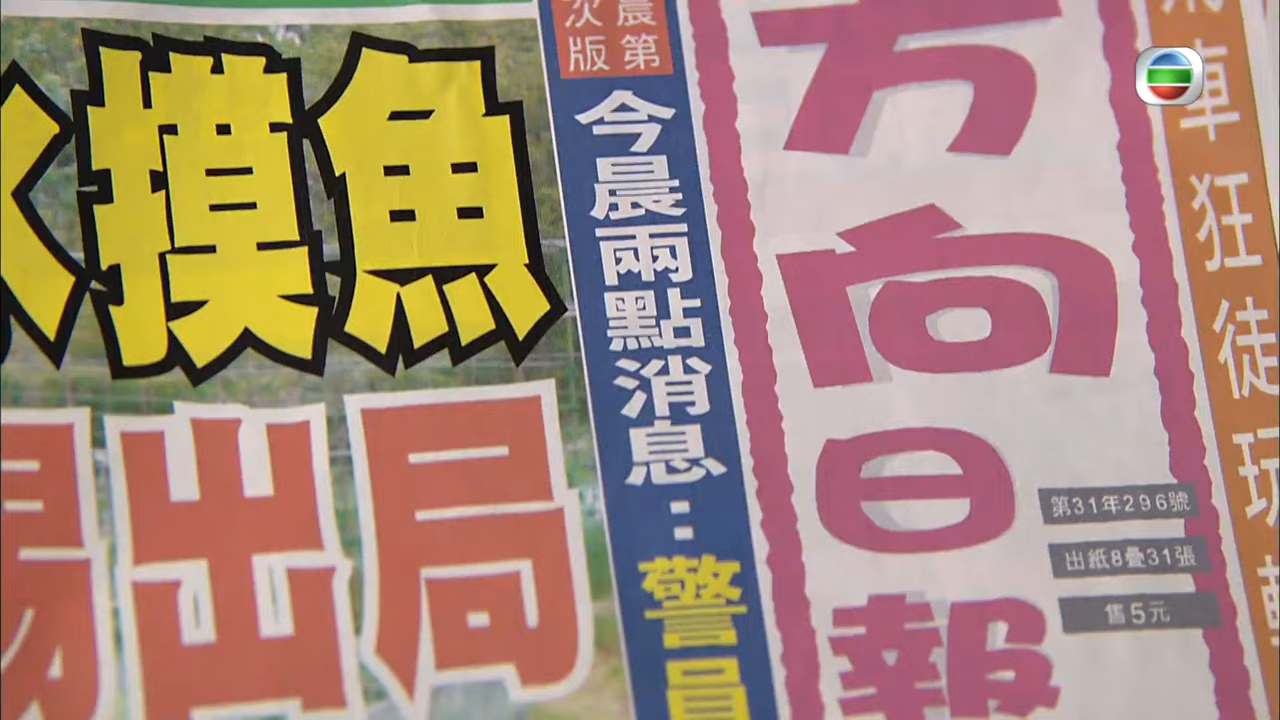 摸魚
出局
晨第
次版
今晨兩點消息：警員
方向日報
第31年296號
出紙8疊31張
售5元
車狂徒玩